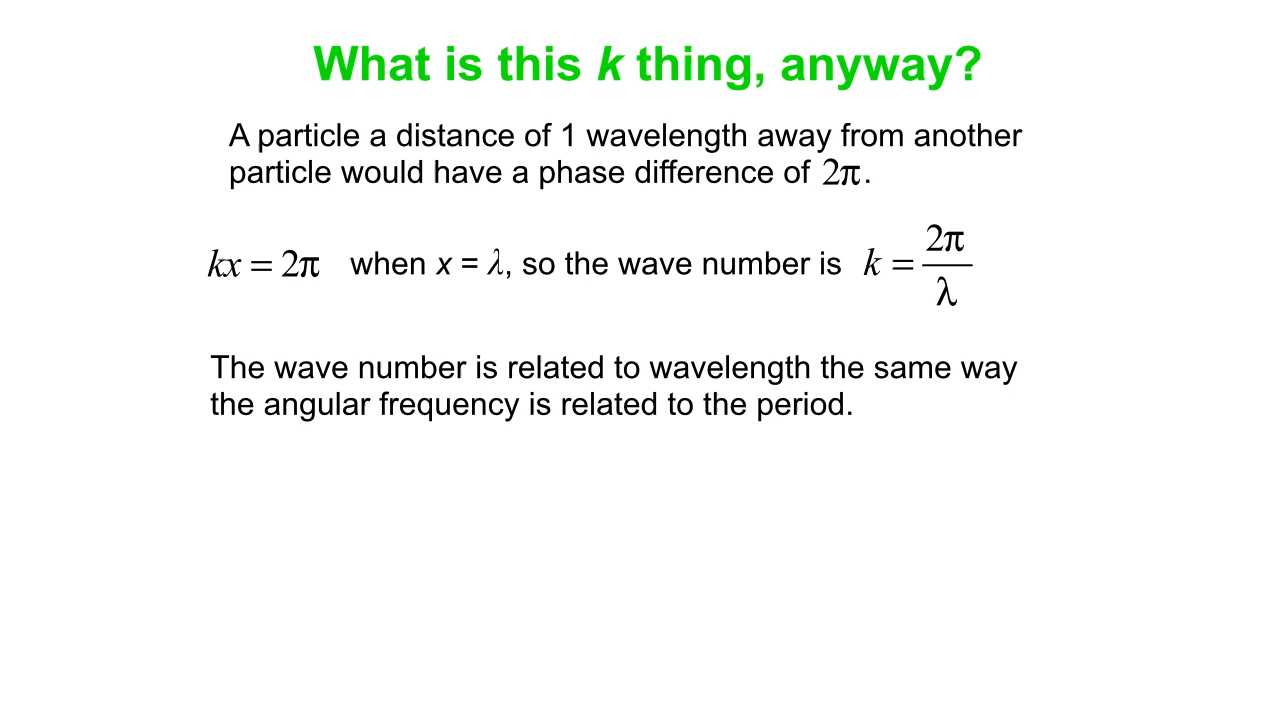 What is this k thing, anyway?
A particle a distance of 1 wavelength away from another
particle would have a phase difference of 2π.
kx = 2π when x = λ, so the wave number is k = 2π/λ
The wave number is related to wavelength the same way
the angular frequency is related to the period.